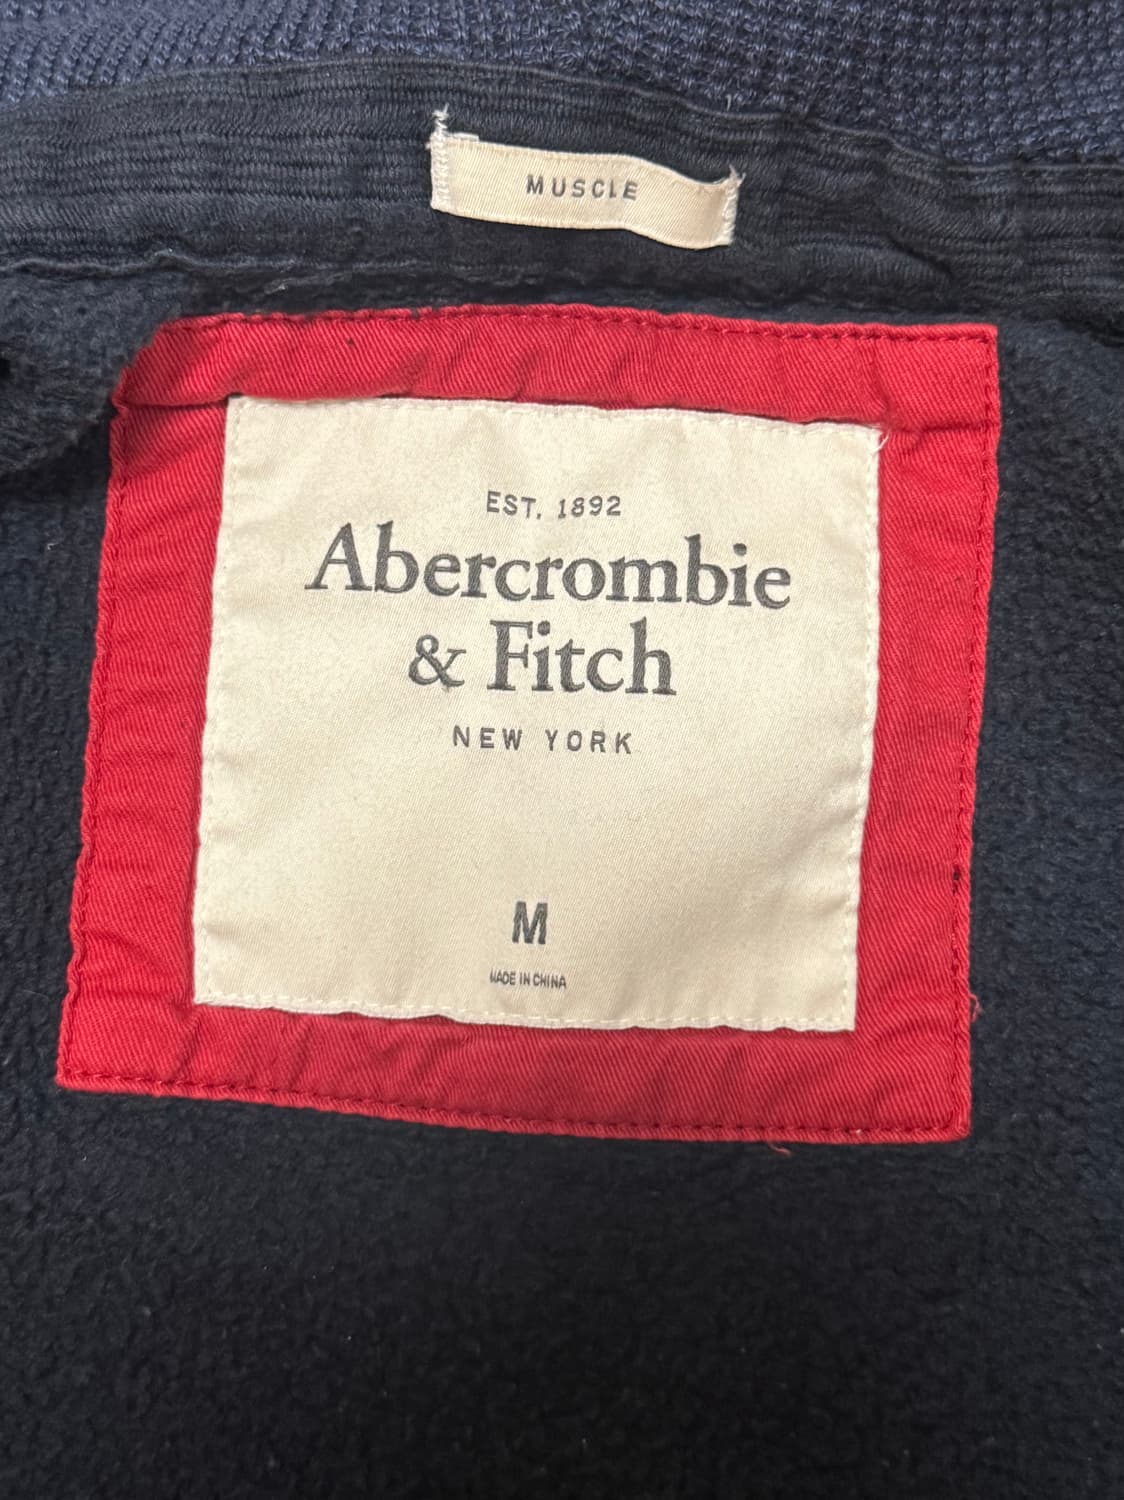 MUSCLE
EST. 1892
Abercrombie
& Fitch
NEW YORK
M
MADE IN CHINA